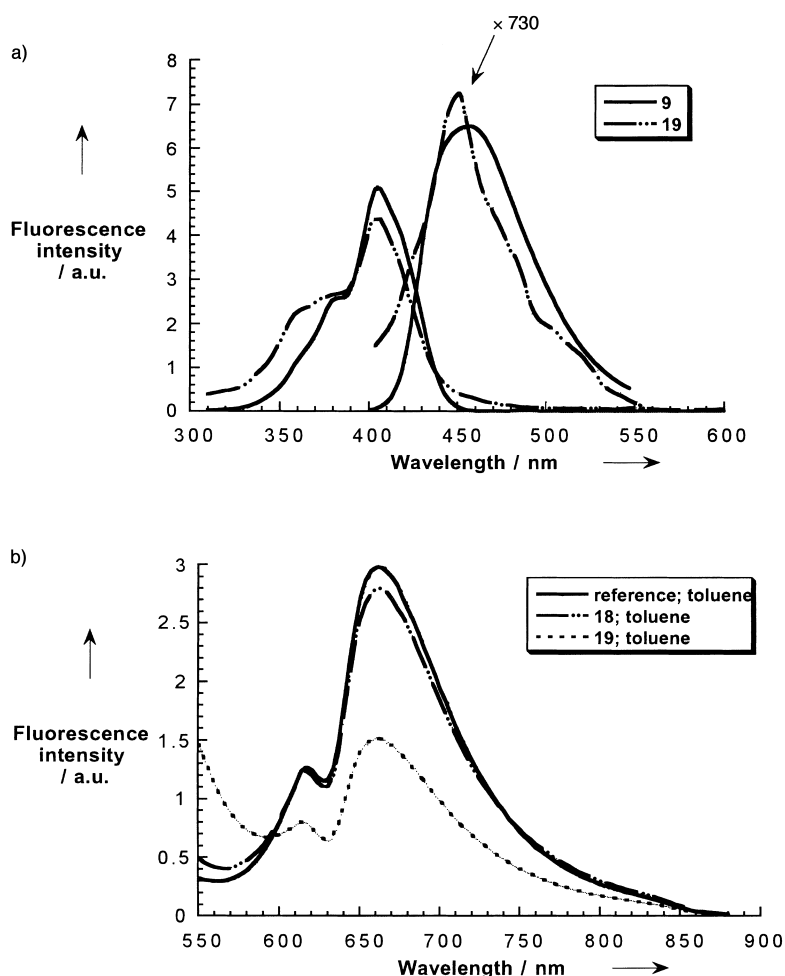 a)
× 730
8
7
6
5
4
3
2
1
0
Fluorescence
intensity
/ a.u.
9
19
300 350 400 450 500 550 600
Wavelength / nm
b)
3
2.5
2
1.5
1
0.5
0
Fluorescence
intensity
/ a.u.
reference; toluene
18; toluene
19; toluene
550 600 650 700 750 800 850 900
Wavelength / nm